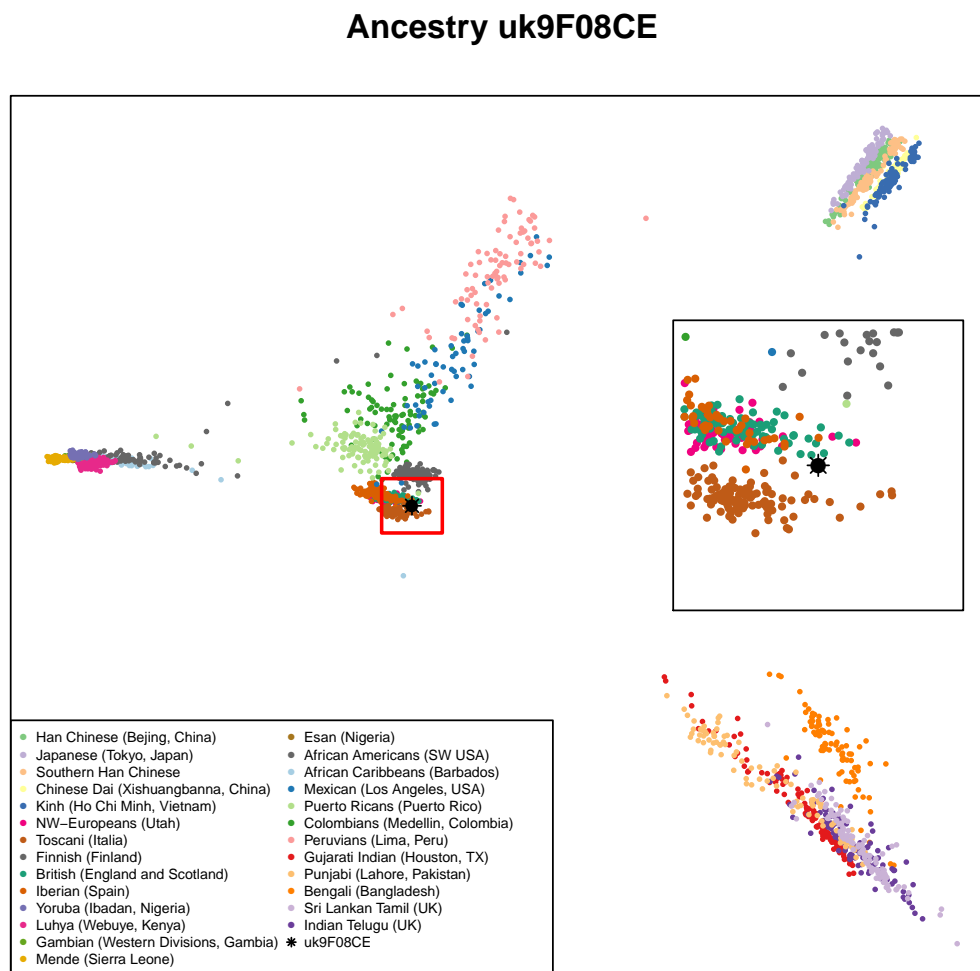 Ancestry uk9F08CE
Han Chinese (Bejing, China)
Japanese (Tokyo, Japan)
Southern Han Chinese
Chinese Dai (Xishuangbanna, China)
Kinh (Ho Chi Minh, Vietnam)
NW−Europeans (Utah)
Toscani (Italia)
Finnish (Finland)
British (England and Scotland)
Iberian (Spain)
Yoruba (Ibadan, Nigeria)
Luhya (Webuye, Kenya)
Gambian (Western Divisions, Gambia)
Mende (Sierra Leone)
Esan (Nigeria)
African Americans (SW USA)
African Caribbeans (Barbados)
Mexican (Los Angeles, USA)
Puerto Ricans (Puerto Rico)
Colombians (Medellin, Colombia)
Peruvians (Lima, Peru)
Gujarati Indian (Houston, TX)
Punjabi (Lahore, Pakistan)
Bengali (Bangladesh)
Sri Lankan Tamil (UK)
Indian Telugu (UK)
uk9F08CE